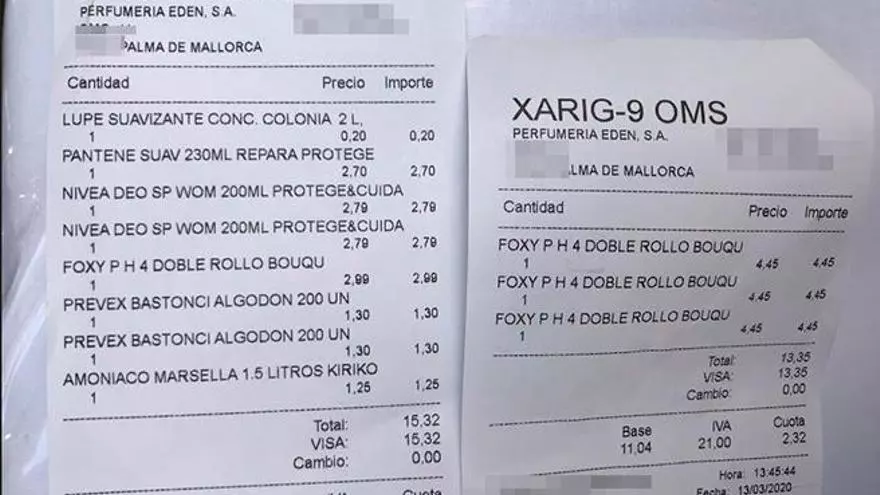 PERFUMERIA EDEN, S.A.
PALMA DE MALLORCA
Cantidad Precio Importe
LUPE SUAVIZANTE CONC. COLONIA 2 L,
1 0,20 0,20
PANTENE SUAV 230ML REPARA PROTEGE
1 2,70 2,70
NIVEA DEO SP WOM 200ML PROTEGE&CUIDA
1 2,79 2,79
NIVEA DEO SP WOM 200ML PROTEGE&CUIDA
1 2,79 2,79
FOXY P H 4 DOBLE ROLLO BOUQU
1 2,99 2,99
PREVEX BASTONCI ALGODON 200 UN
1 1,30 1,30
PREVEX BASTONCI ALGODON 200 UN
1 1,30 1,30
AMONIACO MARSELLA 1.5 LITROS KIRIKO
1 1,25 1,25
Total: 15,32
VISA: 15,32
Cambio: 0,00
Cuota
XARIG-9 OMS
PERFUMERIA EDEN, S.A.
LMA DE MALLORCA
Cantidad Precio Importe
FOXY P H 4 DOBLE ROLLO BOUQU
1 4,45 4,45
FOXY P H 4 DOBLE ROLLO BOUQU
1 4,45 4,45
FOXY P H 4 DOBLE ROLLO BOUQU
1 4,45 4,45
Total: 13,35
VISA: 13,35
Cambio: 0,00
Base IVA Cuota
11,04 21,00 2,32
Hora: 13:45:44
Fecha: 13/03/2020